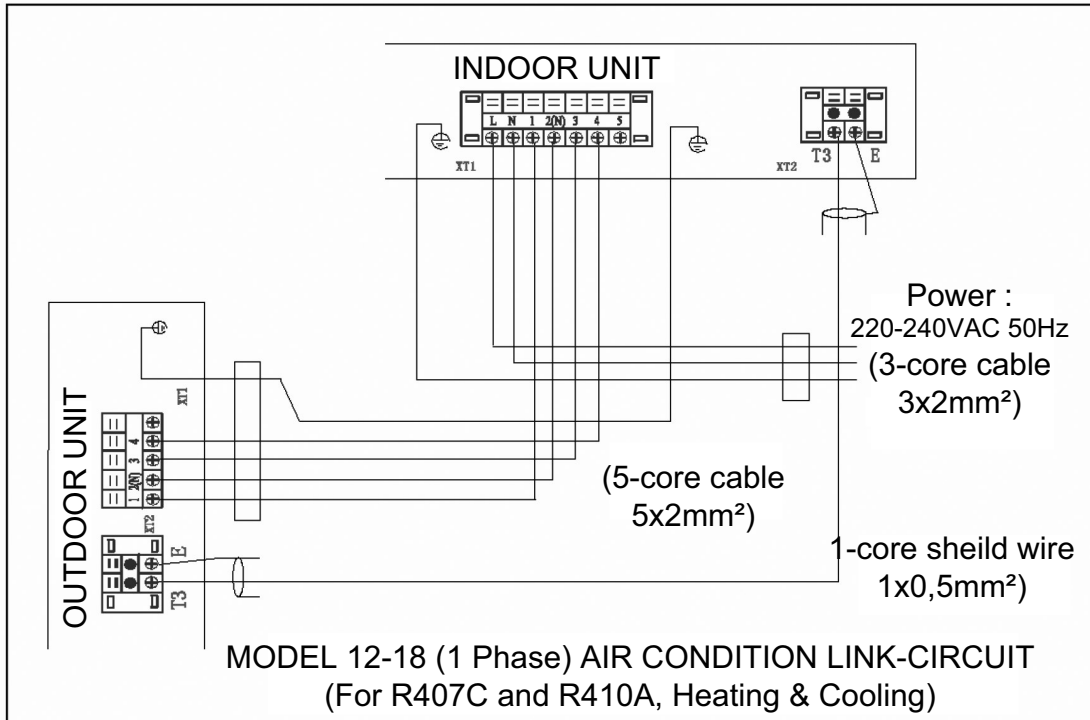 INDOOR UNIT
L N 1 2(N) 3 4 5
XT1
XT2
T3 E
Power :
220-240VAC 50Hz
(3-core cable
3x2mm²)
OUTDOOR UNIT
XT1
4
3
2(N)
1
XT2
E
T3
(5-core cable
5x2mm²)
1-core sheild wire
1x0,5mm²)
MODEL 12-18 (1 Phase) AIR CONDITION LINK-CIRCUIT
(For R407C and R410A, Heating & Cooling)